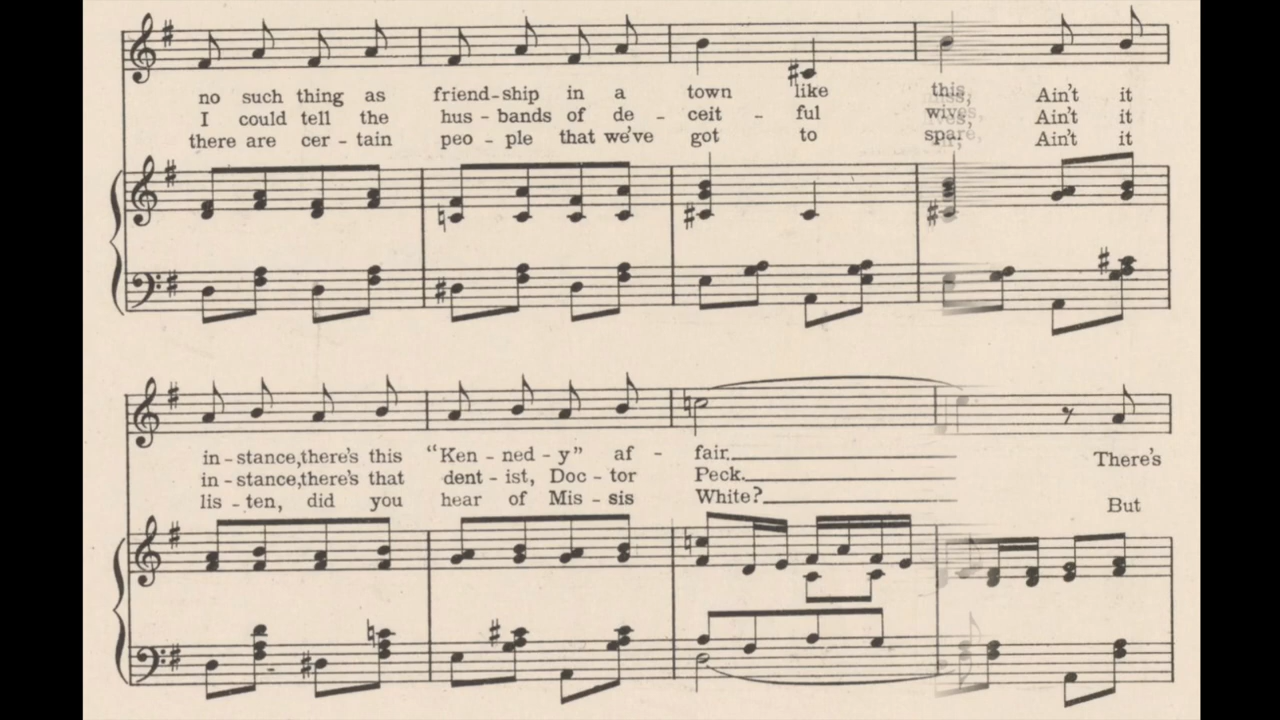 no such thing as friend-ship in a town like this, Ain't it
I could tell the hus-bands of de-ceit-ful wives, Ain't it
there are cer-tain peo-ple that we've got to spare, Ain't it
in-stance, there's this "Ken-ned-y" af-fair. There's
in-stance, there's that dent-ist, Doc-tor Peck.
lis-ten, did you hear of Mis-sis White? But